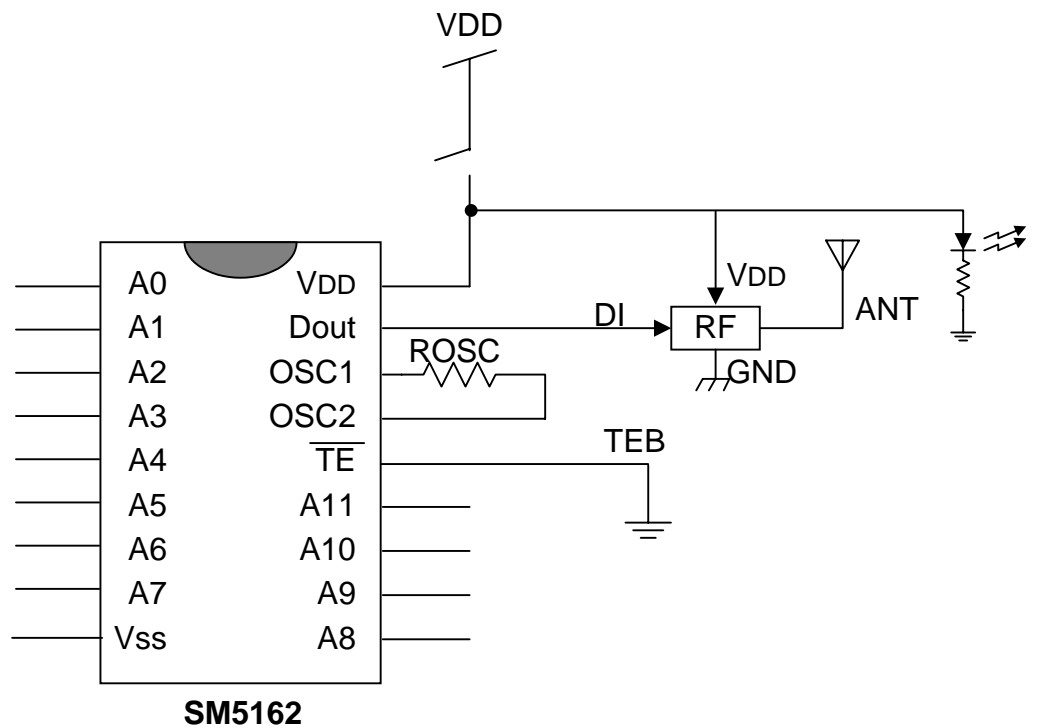 VDD
A0 VDD
A1 Dout
A2 OSC1
A3 OSC2
A4 TE
A5 A11
A6 A10
A7 A9
Vss A8
ROSC
DI
VDD
RF
GND
ANT
TEB
SM5162